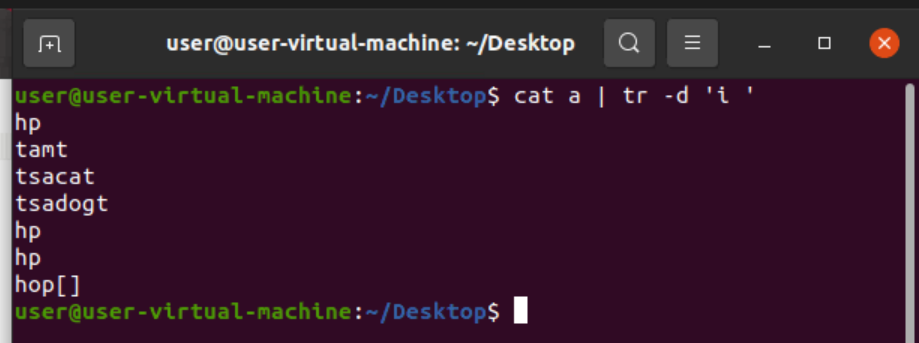 user@user-virtual-machine: ~/Desktop
user@user-virtual-machine:~/Desktop$ cat a | tr -d 'i '
hp
tamt
tsacat
tsadogt
hp
hp
hop[]
user@user-virtual-machine:~/Desktop$